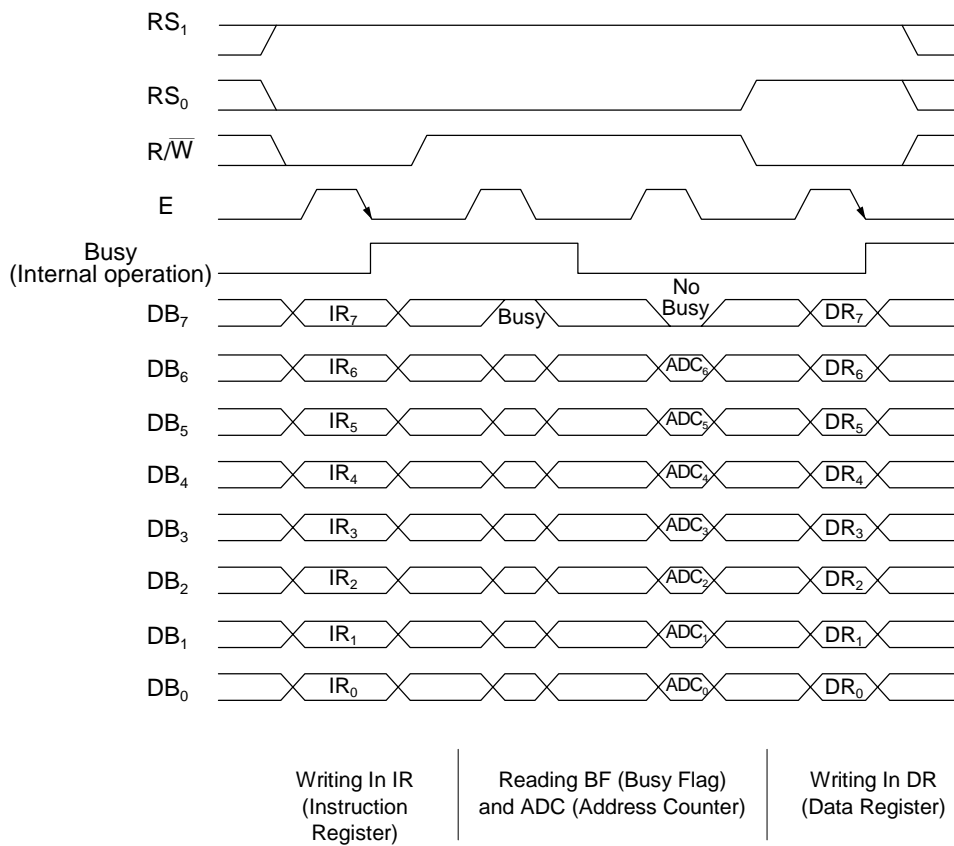 RS₁
RS₀
R/W̅
E
Busy
(Internal operation)
No
DB₇ IR₇ Busy Busy DR₇
DB₆ IR₆ ADC₆ DR₆
DB₅ IR₅ ADC₅ DR₅
DB₄ IR₄ ADC₄ DR₄
DB₃ IR₃ ADC₃ DR₃
DB₂ IR₂ ADC₂ DR₂
DB₁ IR₁ ADC₁ DR₁
DB₀ IR₀ ADC₀ DR₀
Writing In IR
(Instruction
Register)
Reading BF (Busy Flag)
and ADC (Address Counter)
Writing In DR
(Data Register)